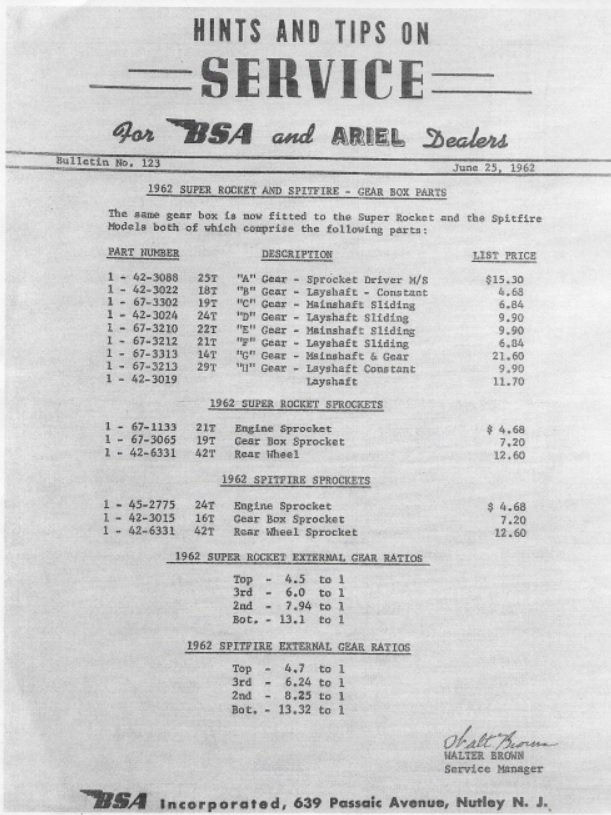 HINTS AND TIPS ON
SERVICE
For BSA and ARIEL Dealers
Bulletin No. 123 June 25, 1962
1962 SUPER ROCKET AND SPITFIRE - GEAR BOX PARTS
The same gear box is now fitted to the Super Rocket and the Spitfire
Models both of which comprise the following parts:
PART NUMBER DESCRIPTION LIST PRICE
1 - 42-3088 25T "A" Gear - Sprocket Driver M/S $15.30
1 - 42-3022 18T "B" Gear - Layshaft - Constant 4.68
1 - 67-3302 19T "C" Gear - Mainshaft Sliding 6.84
1 - 42-3024 24T "D" Gear - Layshaft Sliding 9.90
1 - 67-3210 22T "E" Gear - Mainshaft Sliding 9.90
1 - 67-3212 21T "F" Gear - Layshaft Sliding 6.84
1 - 67-3313 14T "G" Gear - Mainshaft & Gear 21.60
1 - 67-3213 29T "H" Gear - Layshaft Constant 9.90
1 - 42-3019 Layshaft 11.70
1962 SUPER ROCKET SPROCKETS
1 - 67-1133 21T Engine Sprocket $ 4.68
1 - 67-3065 19T Gear Box Sprocket 7.20
1 - 42-6331 42T Rear Wheel 12.60
1962 SPITFIRE SPROCKETS
1 - 45-2775 24T Engine Sprocket $ 4.68
1 - 42-3015 16T Gear Box Sprocket 7.20
1 - 42-6331 42T Rear Wheel Sprocket 12.60
1962 SUPER ROCKET EXTERNAL GEAR RATIOS
Top - 4.5 to 1
3rd - 6.0 to 1
2nd - 7.94 to 1
Bot. - 13.1 to 1
1962 SPITFIRE EXTERNAL GEAR RATIOS
Top - 4.7 to 1
3rd - 6.24 to 1
2nd - 8.25 to 1
Bot. - 13.32 to 1
Walt Brown
WALTER BROWN
Service Manager
BSA Incorporated, 639 Passaic Avenue, Nutley N. J.